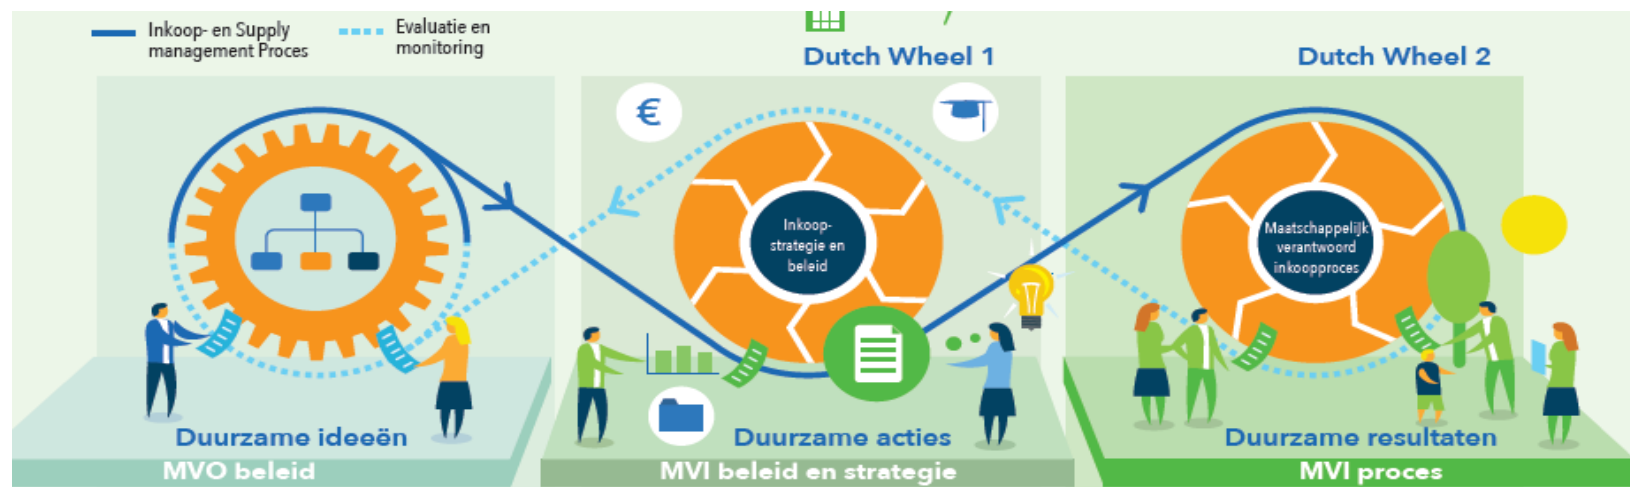 Inkoop- en Supply
management Proces
Evaluatie en
monitoring
Dutch Wheel 1
Dutch Wheel 2
€
Inkoop-
strategie en
beleid
Maatschappelijk
verantwoord
inkoopproces
Duurzame ideeën
Duurzame acties
Duurzame resultaten
MVO beleid
MVI beleid en strategie
MVI proces